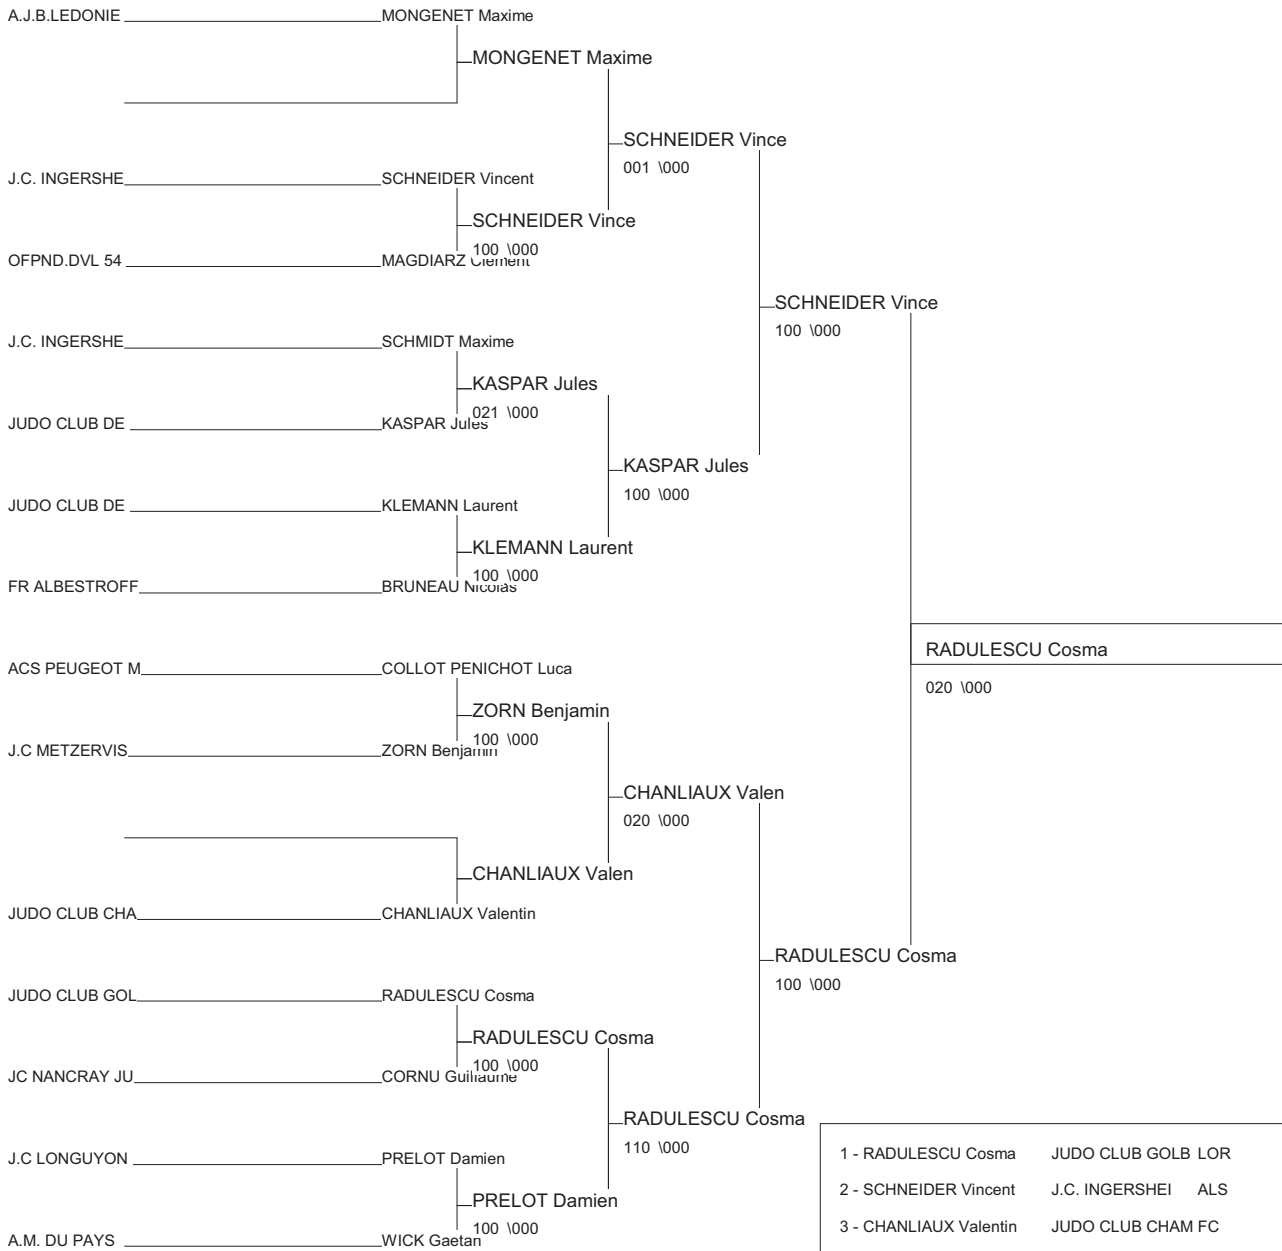 A.J.B.LEDONIE MONGENET Maxime
MONGENET Maxime
SCHNEIDER Vince
001 \000
J.C. INGERSHE SCHNEIDER Vincent
SCHNEIDER Vince
100 \000
OFPND.DVL 54 MAGDIARZ Clement
SCHNEIDER Vince
100 \000
J.C. INGERSHE SCHMIDT Maxime
KASPAR Jules
021 \000
JUDO CLUB DE KASPAR Jules
KASPAR Jules
100 \000
JUDO CLUB DE KLEMANN Laurent
KLEMANN Laurent
100 \000
FR ALBESTROFF BRUNEAU Nicolas
RADULESCU Cosma
020 \000
ACS PEUGEOT M COLLOT PENICHOT Luca
ZORN Benjamin
100 \000
J.C METZERVIS ZORN Benjamin
CHANLIAUX Valen
020 \000
CHANLIAUX Valen
JUDO CLUB CHA CHANLIAUX Valentin
RADULESCU Cosma
100 \000
JUDO CLUB GOL RADULESCU Cosma
RADULESCU Cosma
100 \000
JC NANCRAY JU CORNU Guillaume
RADULESCU Cosma
110 \000
J.C LONGUYON PRELOT Damien
PRELOT Damien
100 \000
A.M. DU PAYS WICK Gaetan
1 - RADULESCU Cosma JUDO CLUB GOLB LOR
2 - SCHNEIDER Vincent J.C. INGERSHEI ALS
3 - CHANLIAUX Valentin JUDO CLUB CHAM FC